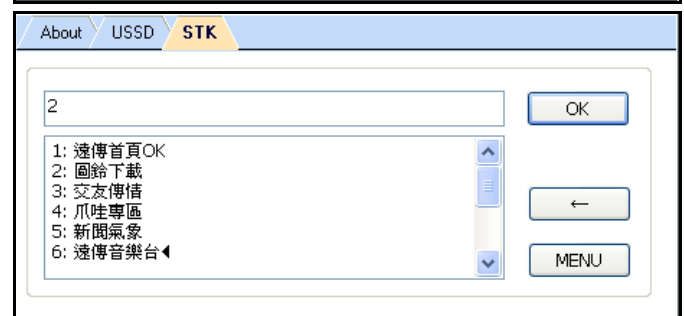 About USSD STK
2 OK
1: 遠傳首頁OK
2: 圖鈴下載
3: 交友傳情
4: 爪哇專區
5: 新聞氣象
6: 遠傳音樂台◀
←
MENU